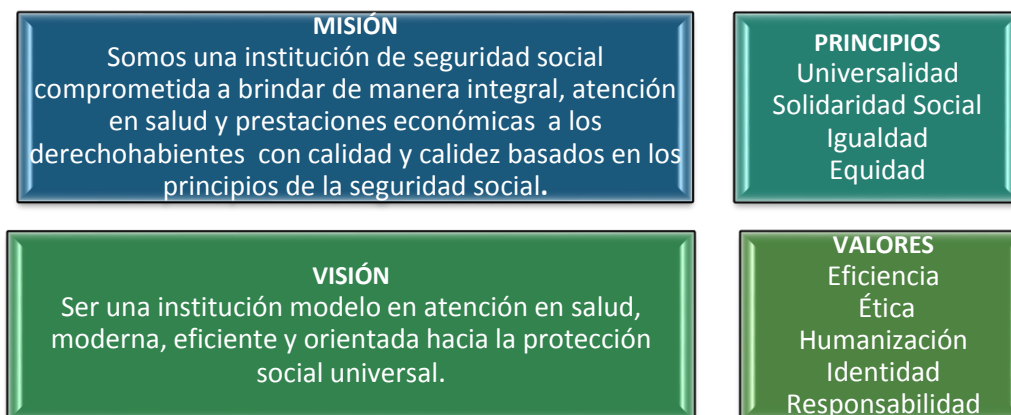 MISIÓN
Somos una institución de seguridad social
comprometida a brindar de manera integral, atención
en salud y prestaciones económicas a los
derechohabientes con calidad y calidez basados en los
principios de la seguridad social.
PRINCIPIOS
Universalidad
Solidaridad Social
Igualdad
Equidad
VISIÓN
Ser una institución modelo en atención en salud,
moderna, eficiente y orientada hacia la protección
social universal.
VALORES
Eficiencia
Ética
Humanización
Identidad
Responsabilidad